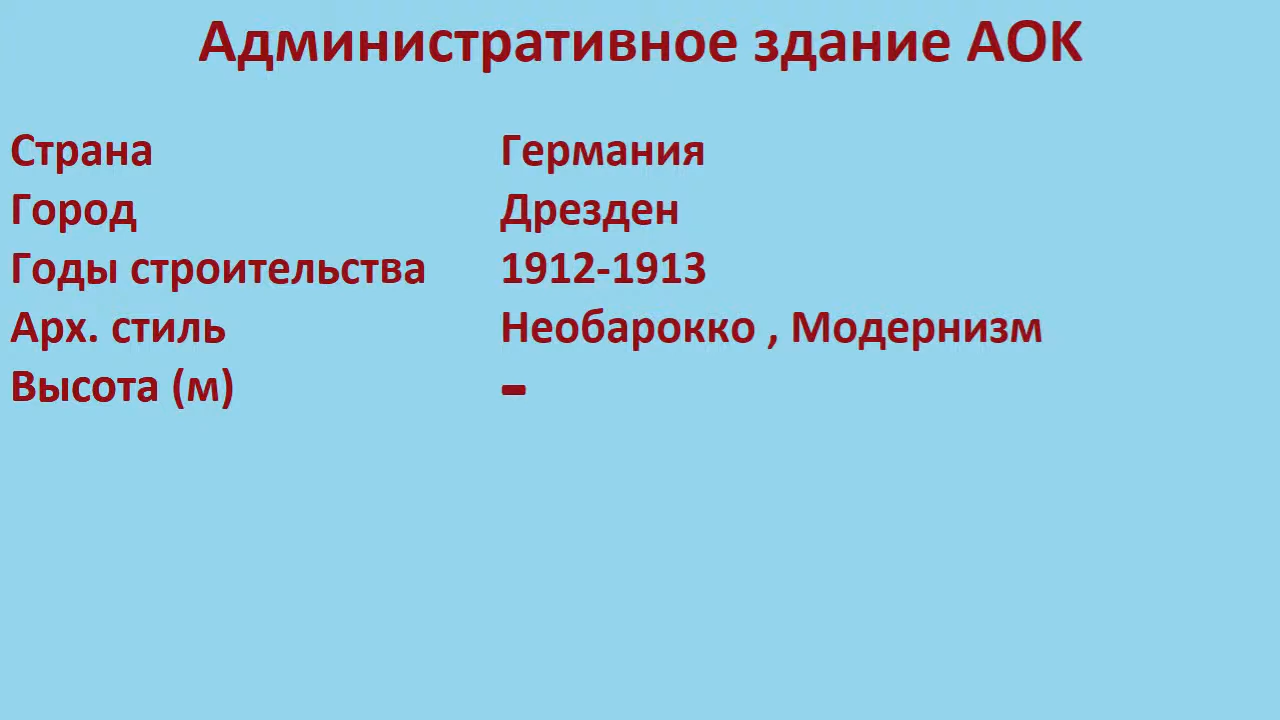 Административное здание АОК
Страна Германия
Город Дрезден
Годы строительства 1912-1913
Арх. стиль Необарокко , Модернизм
Высота (м) -